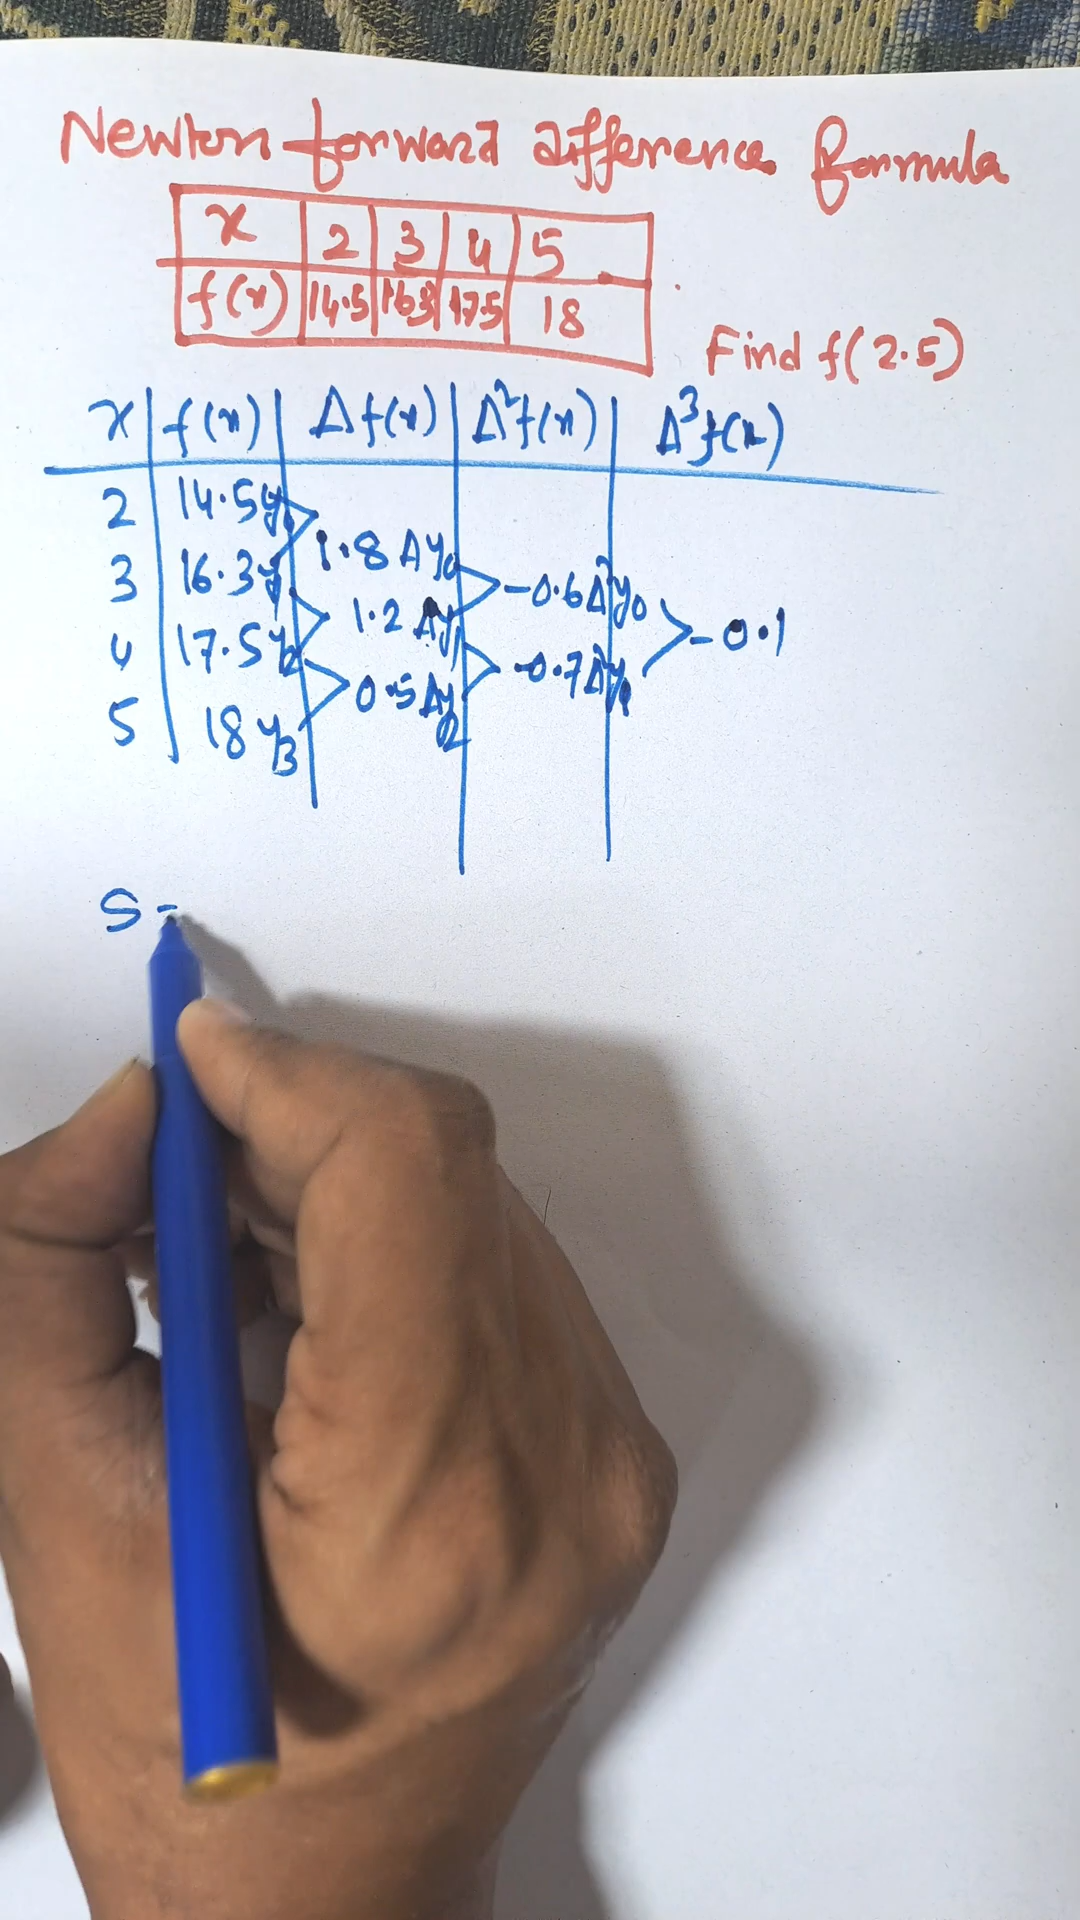 Newton forward difference formula
x 2 3 4 5
f(x) 14.5 16.3 17.5 18
Find f(2.5)
x f(x) Δf(x) Δ²f(x) Δ³f(x)
2 14.5 y₀
1.8 Δy₀
3 16.3 y₁ -0.6 Δ²y₀
1.2 Δy₁ -0.1
4 17.5 y₂ -0.7 Δ²y₁
0.5 Δy₂
5 18 y₃
S =